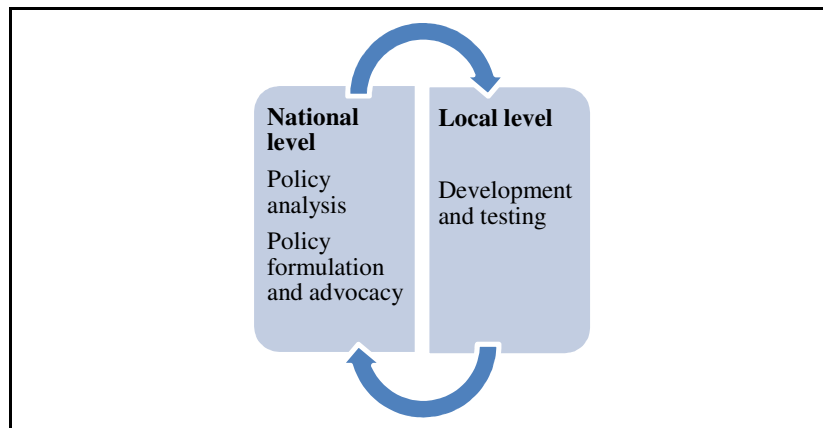 National
level
Policy
analysis
Policy
formulation
and advocacy
Local level
Development
and testing